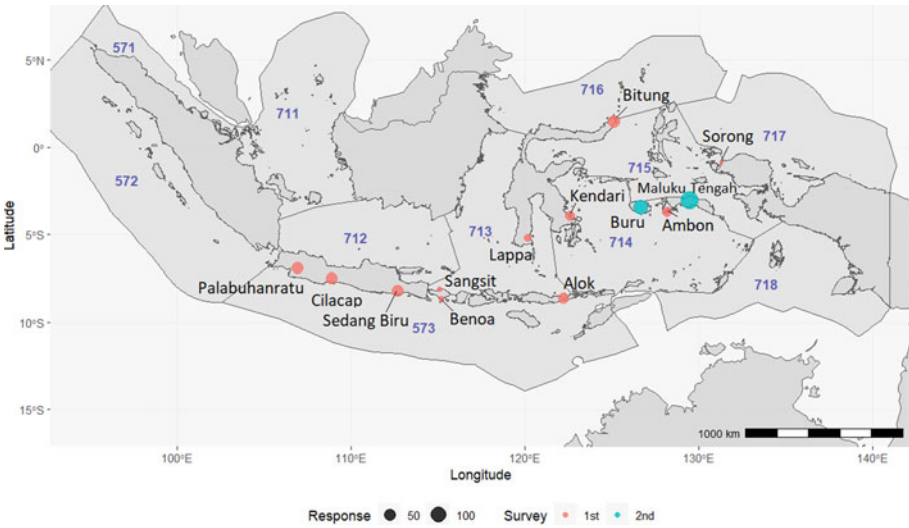 571
5°N
716
Bitung
711
Sorong
717
0°
715
572
Maluku Tengah
Kendari
Latitude
Buru
Ambon
712
713
714
5°S
Lappa
Palabuhanratu
Sangsit
Alok
718
Cilacap
Sedang Biru
Benoa
573
10°S
15°S
1000 km
100°E
110°E
120°E
130°E
140°E
Longitude
Response 50 100 Survey 1st 2nd